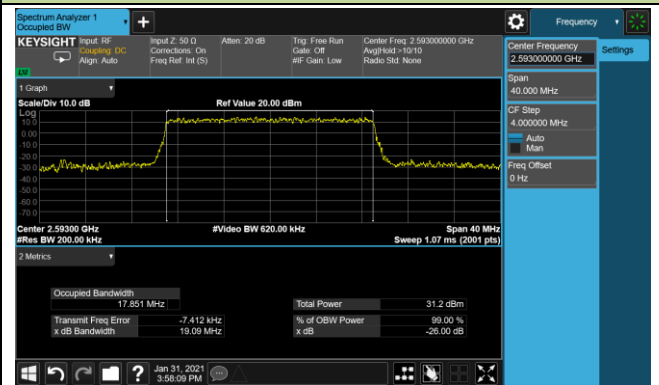 Spectrum Analyzer 1
Occupied BW
Frequency
KEYSIGHT
Input: RF
Coupling: DC
Align: Auto
Input Z: 50 Ω
Corrections: On
Freq Ref: Int (S)
Atten: 20 dB
Trig: Free Run
Gate: Off
#IF Gain: Low
Center Freq: 2.593000000 GHz
Avg|Hold:>10/10
Radio Std: None
Center Frequency
2.593000000 GHz
Settings
Span
40.000 MHz
CF Step
4.000000 MHz
Auto
Man
Freq Offset
0 Hz
1 Graph
Scale/Div 10.0 dB
Ref Value 20.00 dBm
Log
10.0
0.00
-10.0
-20.0
-30.0
-40.0
-50.0
-60.0
-70.0
Center 2.59300 GHz
#Video BW 620.00 kHz
Span 40 MHz
#Res BW 200.00 kHz
Sweep 1.07 ms (2001 pts)
2 Metrics
Occupied Bandwidth
17.851 MHz
Total Power
31.2 dBm
Transmit Freq Error
-7.412 kHz
% of OBW Power
99.00 %
x dB Bandwidth
19.09 MHz
x dB
-26.00 dB
Jan 31, 2021
3:58:09 PM